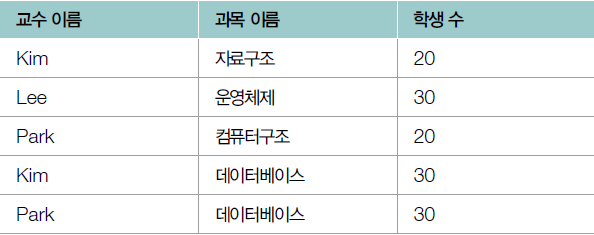 교수 이름 과목 이름 학생 수
Kim 자료구조 20
Lee 운영체제 30
Park 컴퓨터구조 20
Kim 데이터베이스 30
Park 데이터베이스 30